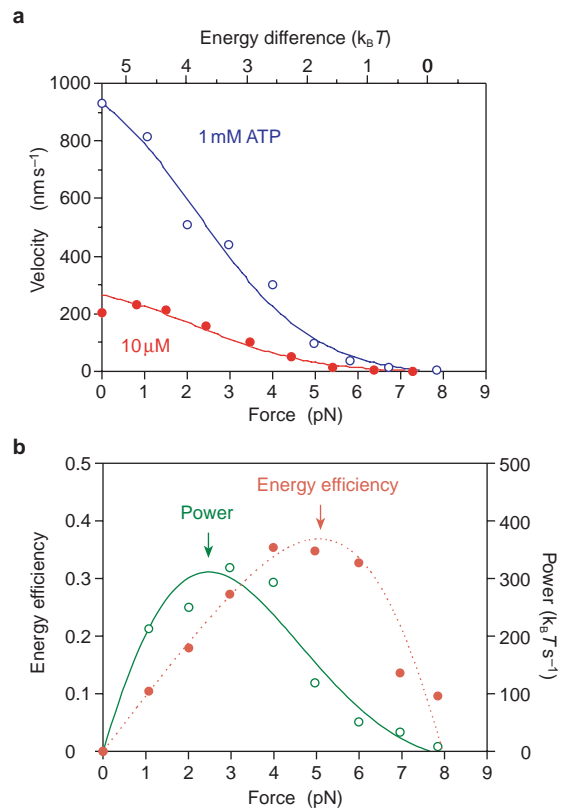 a
Energy difference (kBT)
5 4 3 2 1 0
1000
800
600
400
200
0
Velocity (nm s–1)
1 mM ATP
10 µM
0 1 2 3 4 5 6 7 8 9
Force (pN)
b
0.5
0.4
0.3
0.2
0.1
0
Energy efficiency
Energy efficiency
Power
500
400
300
200
100
0
Power (kBT s–1)
0 1 2 3 4 5 6 7 8 9
Force (pN)